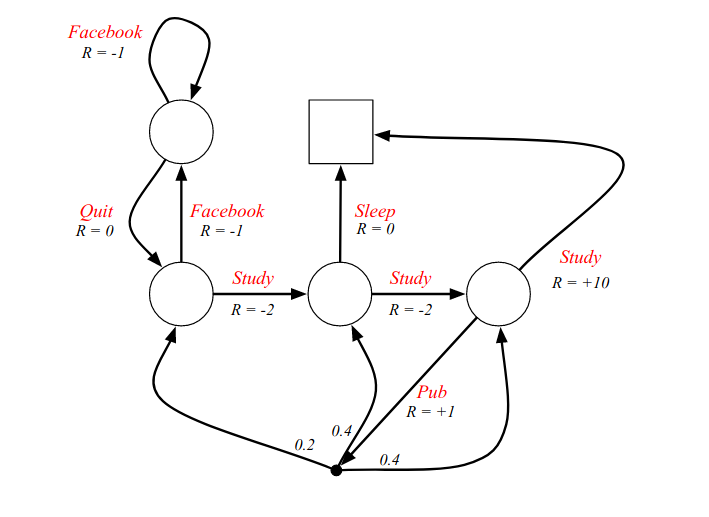 Facebook
R = -1
Quit
R = 0
Facebook
R = -1
Sleep
R = 0
Study
R = +10
Study
R = -2
Study
R = -2
Pub
R = +1
0.2
0.4
0.4